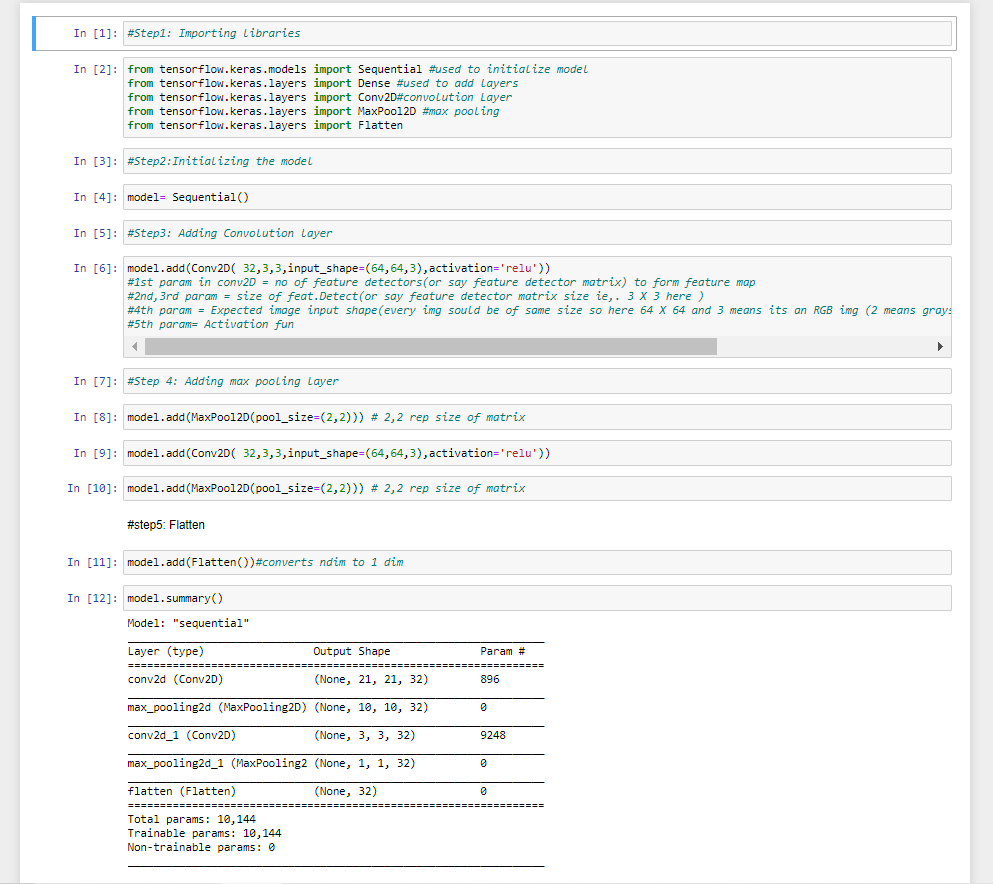 In [1]: #Step1: Importing libraries
In [2]: from tensorflow.keras.models import Sequential #used to initialize model
from tensorflow.keras.layers import Dense #used to add layers
from tensorflow.keras.layers import Conv2D#convolution Layer
from tensorflow.keras.layers import MaxPool2D #max pooling
from tensorflow.keras.layers import Flatten
In [3]: #Step2:Initializing the model
In [4]: model= Sequential()
In [5]: #Step3: Adding Convolution layer
In [6]: model.add(Conv2D( 32,3,3,input_shape=(64,64,3),activation='relu'))
#1st param in conv2D = no of feature detectors(or say feature detector matrix) to form feature map
#2nd,3rd param = size of feat.Detect(or say feature detector matrix size ie,. 3 X 3 here )
#4th param = Expected image input shape(every img sould be of same size so here 64 X 64 and 3 means its an RGB img (2 means grays
#5th param= Activation fun
In [7]: #Step 4: Adding max pooling layer
In [8]: model.add(MaxPool2D(pool_size=(2,2))) # 2,2 rep size of matrix
In [9]: model.add(Conv2D( 32,3,3,input_shape=(64,64,3),activation='relu'))
In [10]: model.add(MaxPool2D(pool_size=(2,2))) # 2,2 rep size of matrix
#step5: Flatten
In [11]: model.add(Flatten())#converts ndim to 1 dim
In [12]: model.summary()
Model: "sequential"
Layer (type) Output Shape Param #
conv2d (Conv2D) (None, 21, 21, 32) 896
max_pooling2d (MaxPooling2D) (None, 10, 10, 32) 0
conv2d_1 (Conv2D) (None, 3, 3, 32) 9248
max_pooling2d_1 (MaxPooling2 (None, 1, 1, 32) 0
flatten (Flatten) (None, 32) 0
Total params: 10,144
Trainable params: 10,144
Non-trainable params: 0